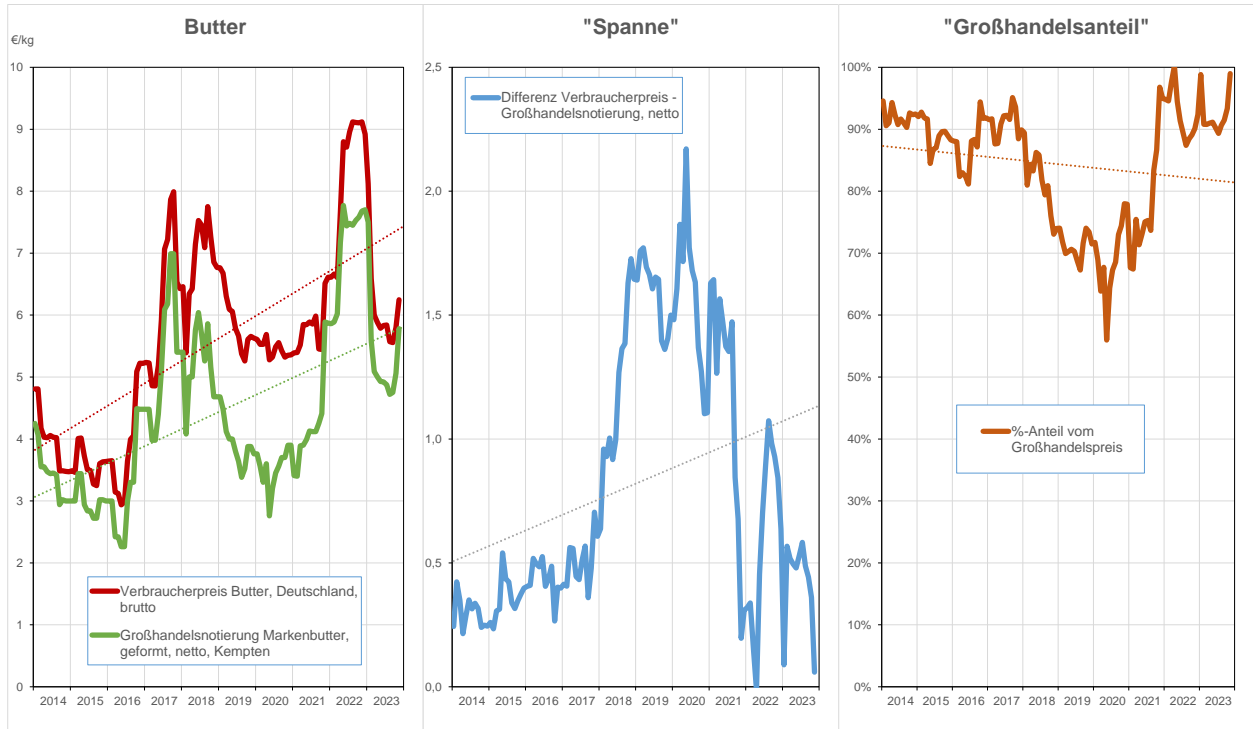 Butter
€/kg
10
9
8
7
6
5
4
3
2
1
0
Verbraucherpreis Butter, Deutschland,
brutto
Großhandelsnotierung Markenbutter,
geformt, netto, Kempten
2014 2015 2016 2017 2018 2019 2020 2021 2022 2023
"Spanne"
2,5
2,0
1,5
1,0
0,5
0,0
Differenz Verbraucherpreis -
Großhandelsnotierung, netto
2014 2015 2016 2017 2018 2019 2020 2021 2022 2023
"Großhandelsanteil"
100%
90%
80%
70%
60%
50%
40%
30%
20%
10%
0%
%-Anteil vom
Großhandelspreis
2014 2015 2016 2017 2018 2019 2020 2021 2022 2023